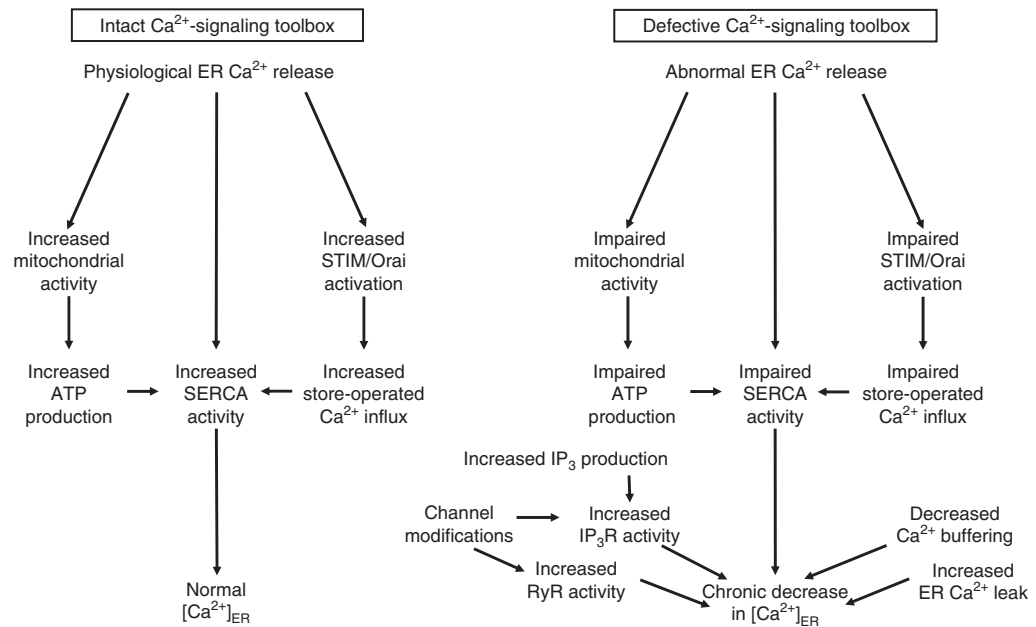 Intact Ca²⁺-signaling toolbox
Physiological ER Ca²⁺ release
Increased
mitochondrial
activity
Increased
STIM/Orai
activation
Increased
ATP
production
Increased
SERCA
activity
Increased
store-operated
Ca²⁺ influx
Normal
[Ca²⁺]ER
Defective Ca²⁺-signaling toolbox
Abnormal ER Ca²⁺ release
Impaired
mitochondrial
activity
Impaired
STIM/Orai
activation
Impaired
ATP
production
Impaired
SERCA
activity
Impaired
store-operated
Ca²⁺ influx
Increased IP₃ production
Channel
modifications
Increased
IP₃R activity
Increased
RyR activity
Decreased
Ca²⁺ buffering
Increased
ER Ca²⁺ leak
Chronic decrease
in [Ca²⁺]ER